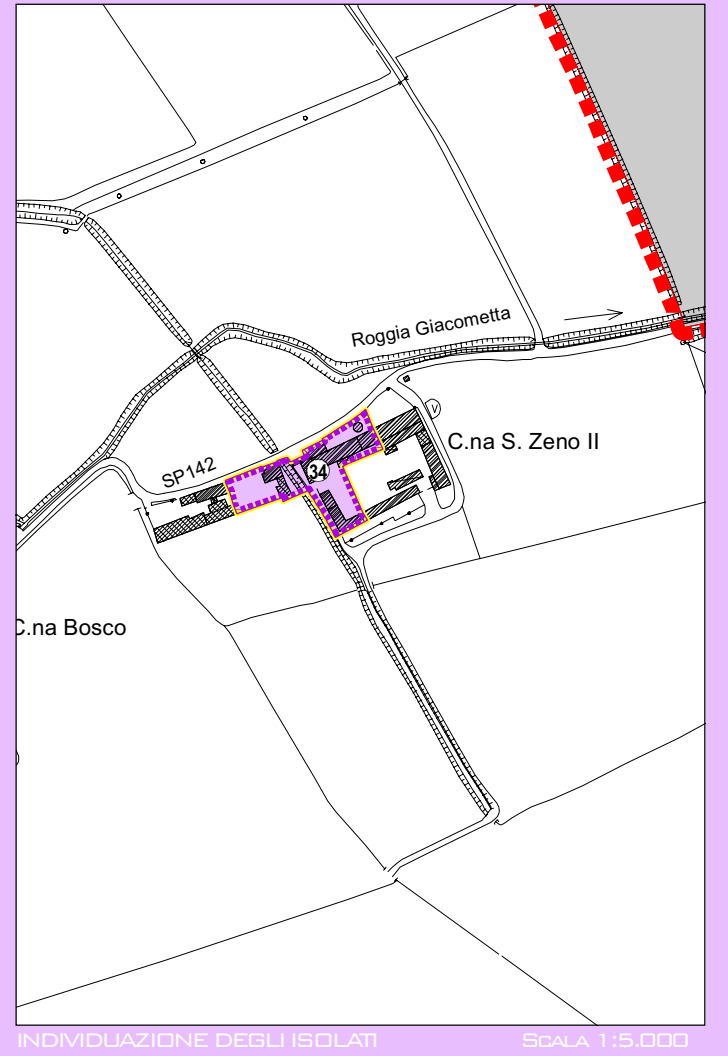 Roggia Giacometta
V
C.na S. Zeno II
SP142
34
C.na Bosco
INDIVIDUAZIONE DEGLI ISOLATI
SCALA 1:5.000